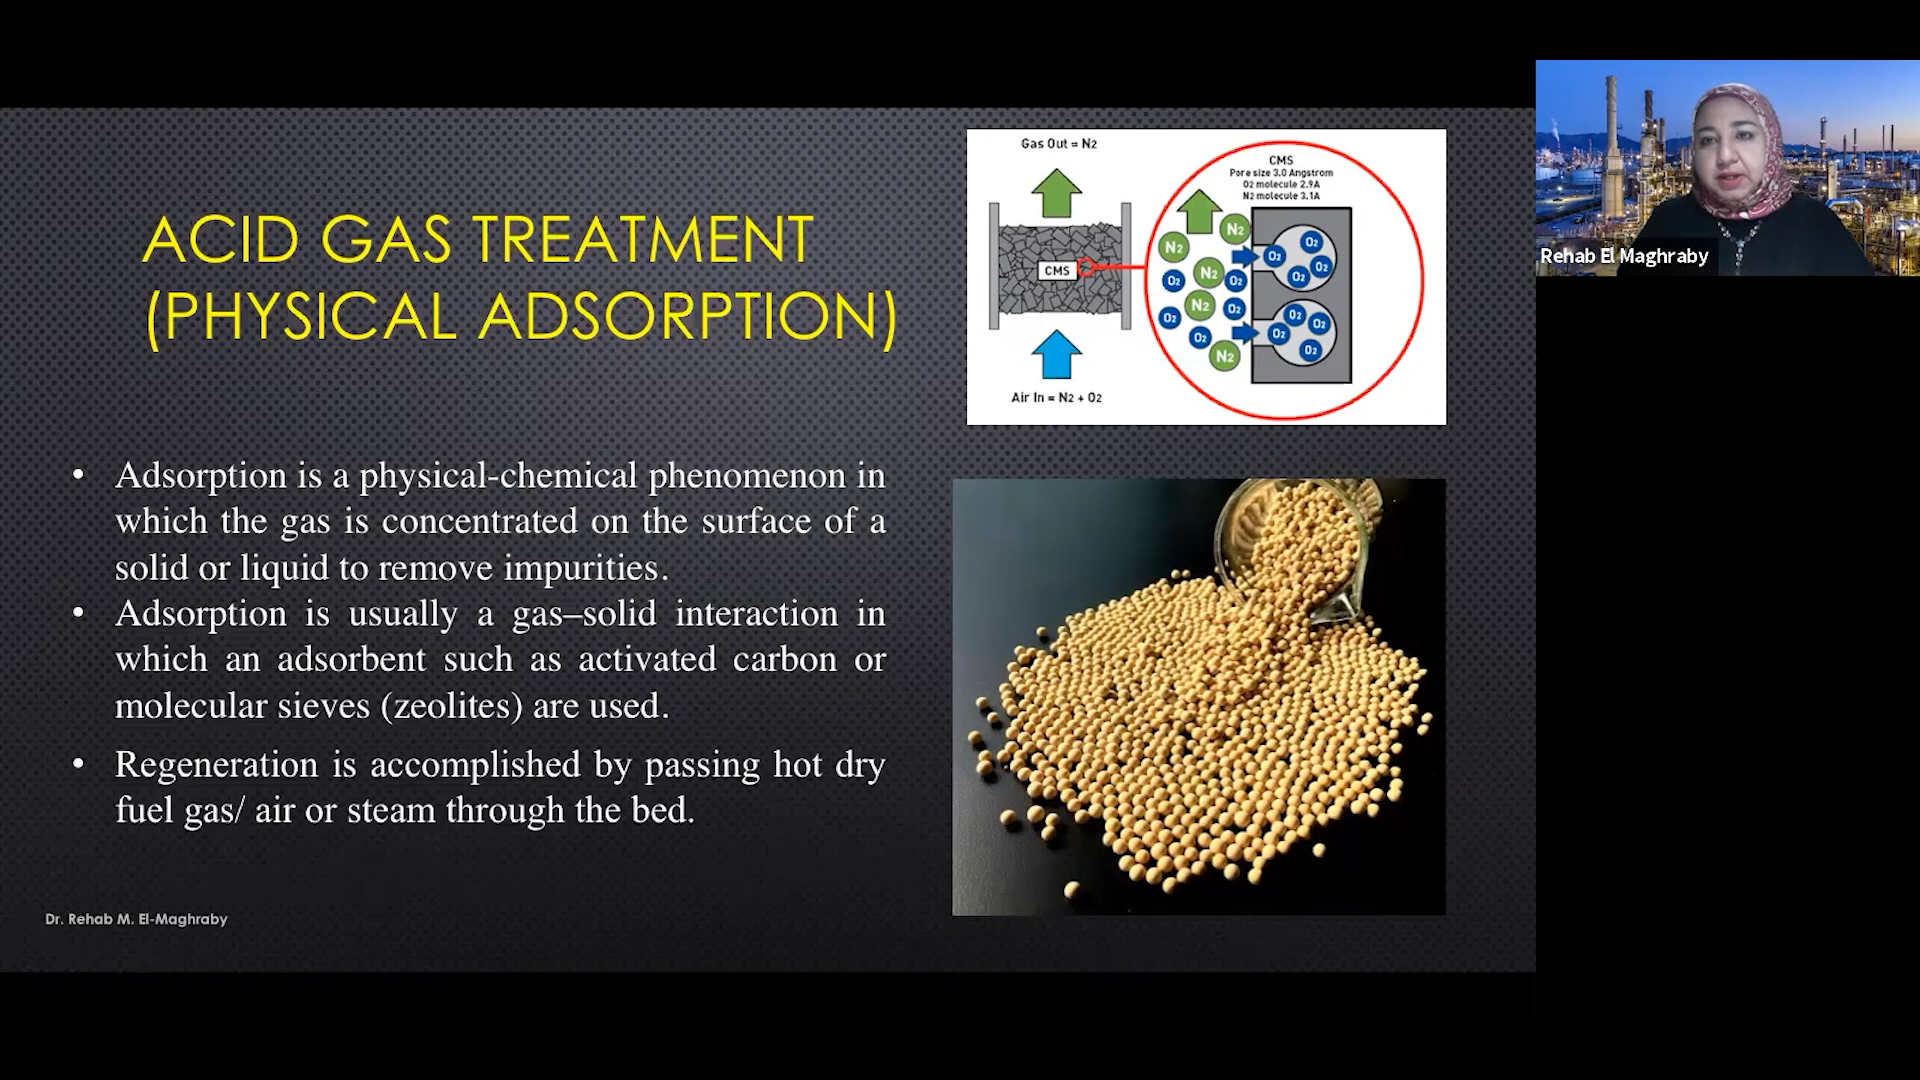 ACID GAS TREATMENT
(PHYSICAL ADSORPTION)
• Adsorption is a physical-chemical phenomenon in
which the gas is concentrated on the surface of a
solid or liquid to remove impurities.
• Adsorption is usually a gas–solid interaction in
which an adsorbent such as activated carbon or
molecular sieves (zeolites) are used.
• Regeneration is accomplished by passing hot dry
fuel gas/ air or steam through the bed.
Dr. Rehab M. El-Maghraby
Gas Out = N2
CMS
Air In = N2 + O2
CMS
Pore size 3.0 Angstrom
O2 molecule 2.9A
N2 molecule 3.1A
N2
N2
O2
O2
O2
N2
O2
O2
O2
N2
O2
O2
O2
O2
O2
O2
O2
N2
O2
Rehab El Maghraby